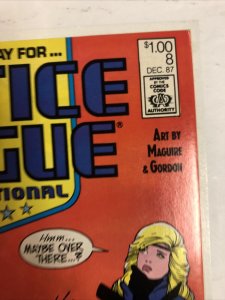 AY FOR...
$1.00
8
DEC. 87
APPROVED
BY THE
COMICS
CODE
AUTHORITY
TICE
GUE®
TIONAL
ART BY
MAGUIRE
& GORDON
HMM...
MAYBE OVER
THERE...?